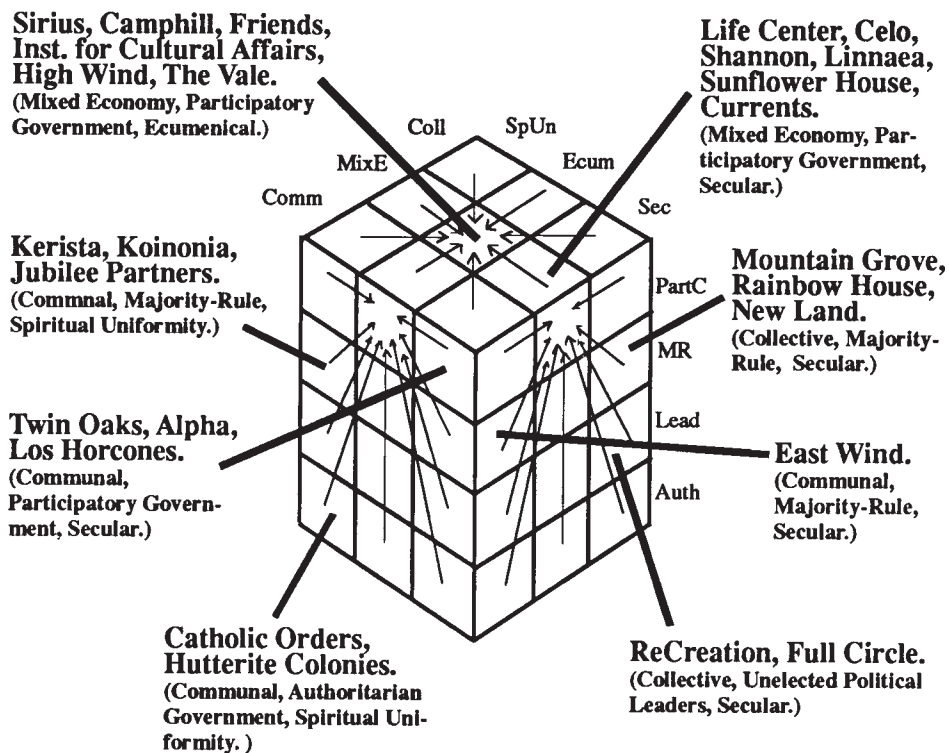 Sirius, Camphill, Friends,
Inst. for Cultural Affairs,
High Wind, The Vale.
(Mixed Economy, Participatory
Government, Ecumenical.)
Life Center, Celo,
Shannon, Linnaea,
Sunflower House,
Currents.
(Mixed Economy, Par-
ticipatory Government,
Secular.)
Coll
SpUn
MixE
Ecum
Comm
Sec
Kerista, Koinonia,
Jubilee Partners.
(Commnal, Majority-Rule,
Spiritual Uniformity.)
PartC
MR
Lead
Auth
Mountain Grove,
Rainbow House,
New Land.
(Collective, Majority-
Rule, Secular.)
Twin Oaks, Alpha,
Los Horcones.
(Communal,
Participatory Govern-
ment, Secular.)
East Wind.
(Communal,
Majority-Rule,
Secular.)
Catholic Orders,
Hutterite Colonies.
(Communal, Authoritarian
Government, Spiritual Uni-
formity. )
ReCreation, Full Circle.
(Collective, Unelected Political
Leaders, Secular.)